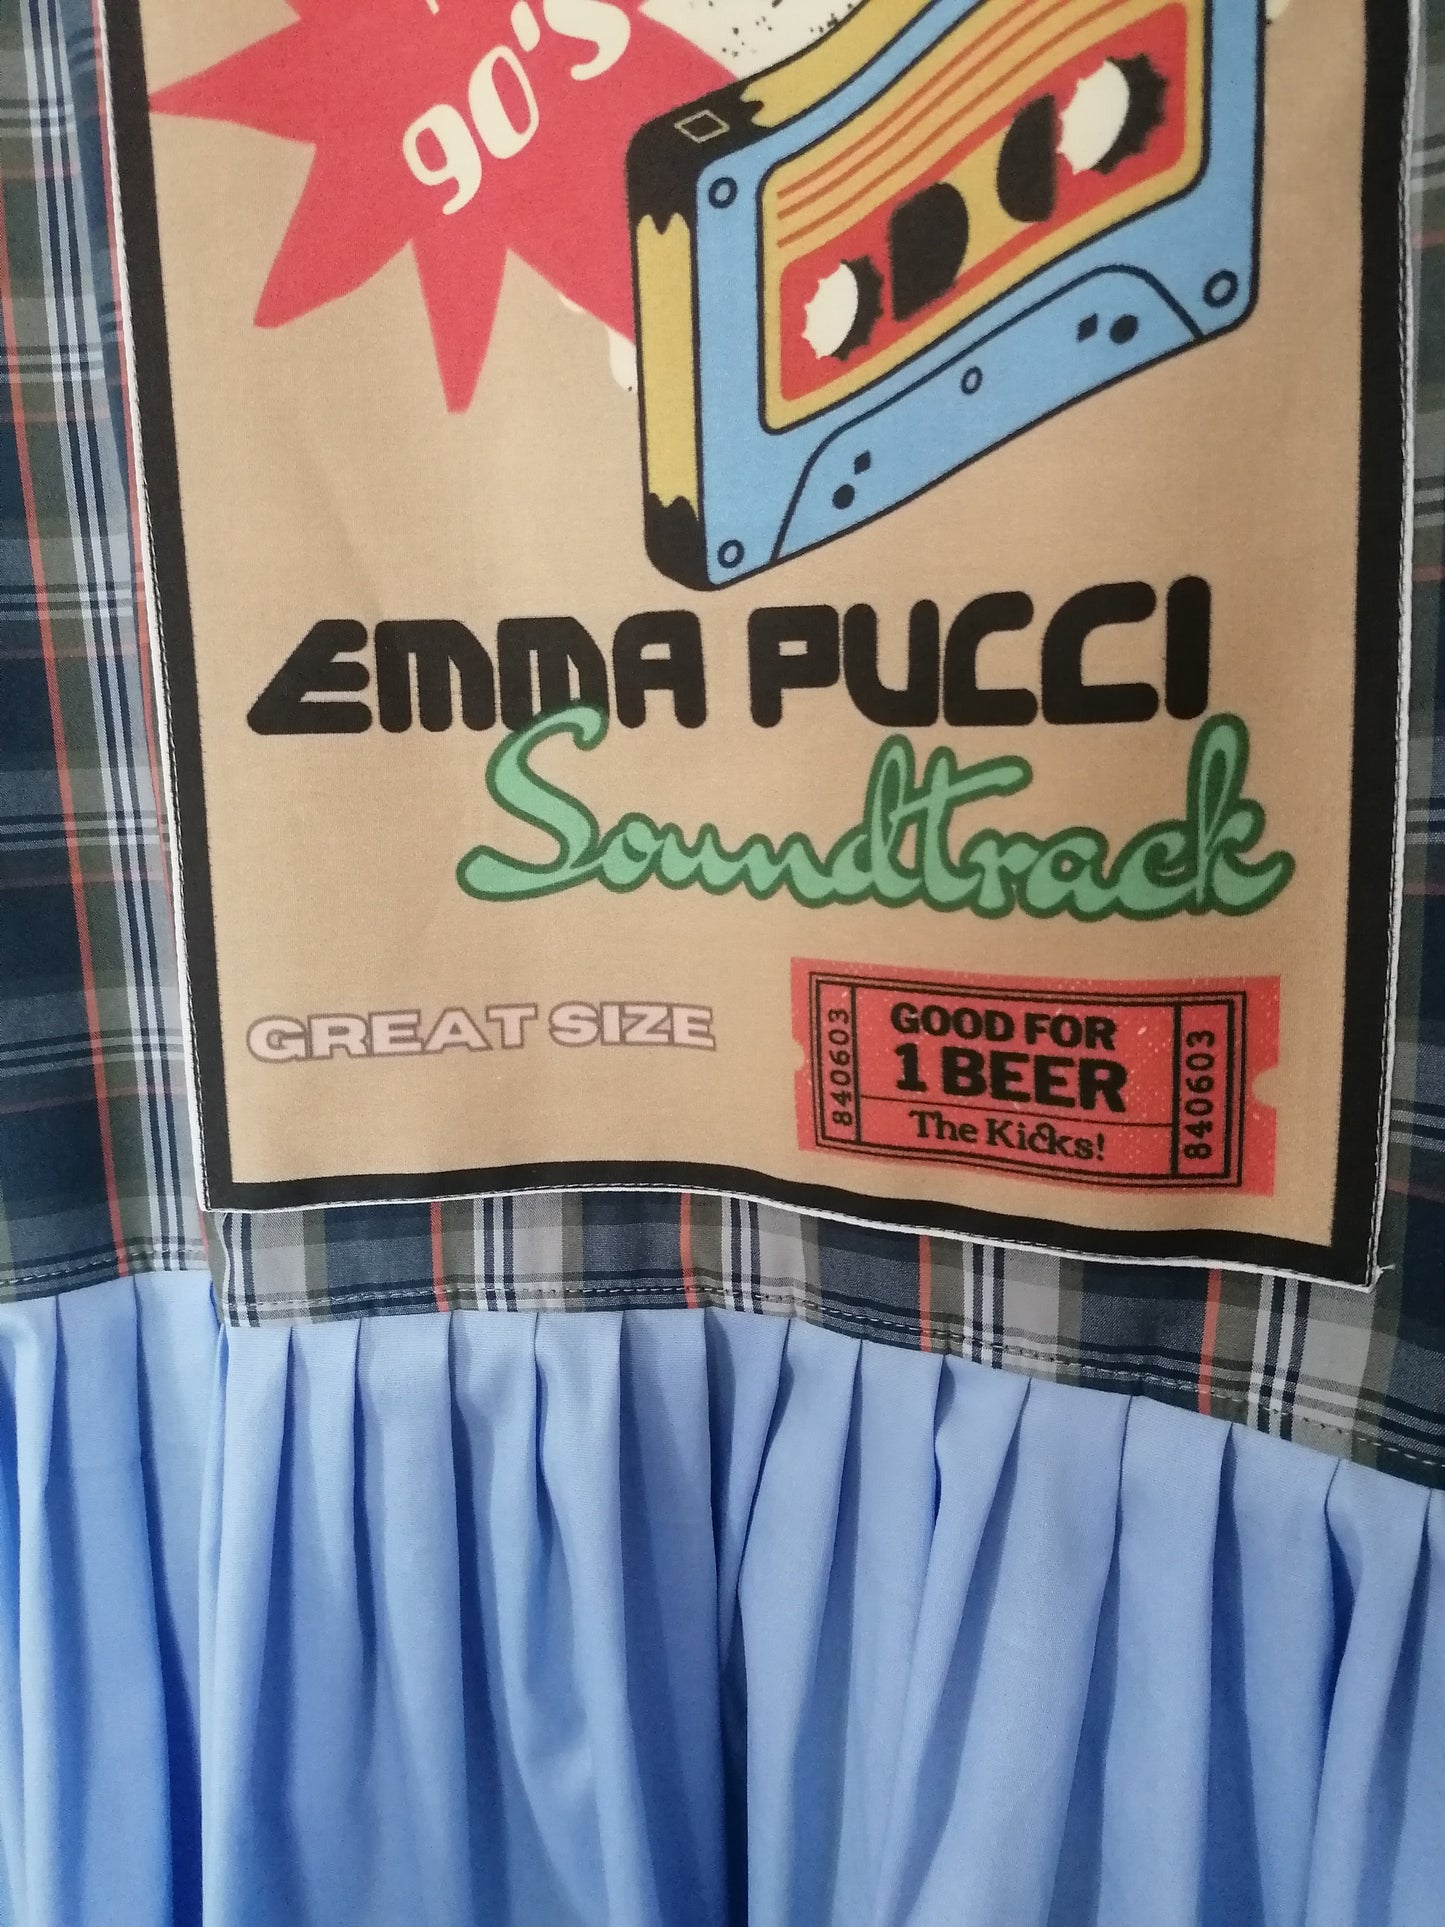 90'S
EMMA PUCCI
Soundtrack
GREAT SIZE
840603
GOOD FOR
1 BEER
The Kicks!
840603